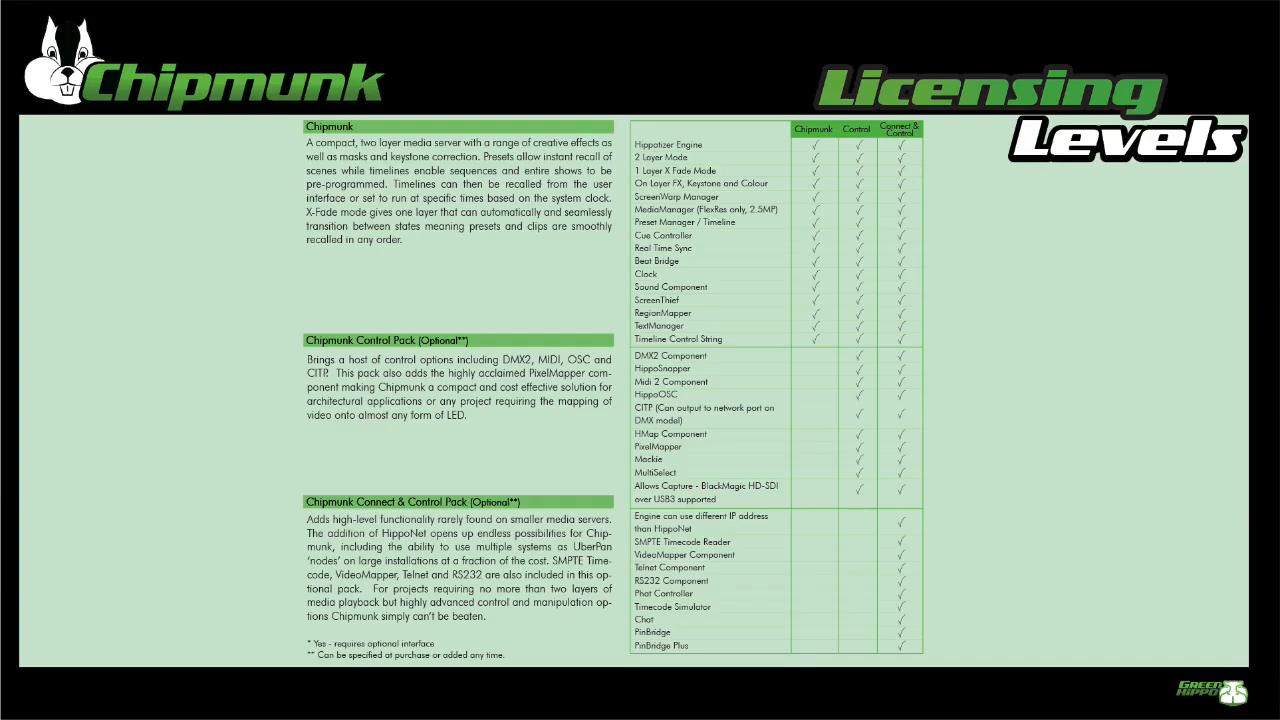 Chipmunk
Licensing
Levels
Chipmunk
A compact, two layer media server with a range of creative effects as
well as masks and keystone correction. Presets allow instant recall of
scenes while timelines enable sequences and entire shows to be
pre-programmed. Timelines can then be recalled from the user
interface or set to run at specific times based on the system clock.
X-Fade mode gives one layer that can automatically and seamlessly
transition between states meaning presets and clips are smoothly
recalled in any order.
Chipmunk Control Pack (Optional**)
Brings a host of control options including DMX2, MIDI, OSC and
CITP. This pack also adds the highly acclaimed PixelMapper com-
ponent making Chipmunk a compact and cost effective solution for
architectural applications or any project requiring the mapping of
video onto almost any form of LED.
Chipmunk Connect & Control Pack (Optional**)
Adds high-level functionality rarely found on smaller media servers.
The addition of HippoNet opens up endless possibilities for Chip-
munk, including the ability to use multiple systems as UberPan
'nodes' on large installations at a fraction of the cost. SMPTE Time-
code, VideoMapper, Telnet and RS232 are also included in this op-
tional pack. For projects requiring no more than two layers of
media playback but highly advanced control and manipulation op-
tions Chipmunk simply can't be beaten.
* Yes - requires optional interface
** Can be specified at purchase or added any time.
Chipmunk Control Connect &
Control
Hippotizer Engine ✓ ✓ ✓
2 Layer Mode ✓ ✓ ✓
1 Layer X Fade Mode ✓ ✓ ✓
On Layer FX, Keystone and Colour ✓ ✓ ✓
ScreenWarp Manager ✓ ✓ ✓
MediaManager (FlexRes only, 2.5MP) ✓ ✓ ✓
Preset Manager / Timeline ✓ ✓ ✓
Cue Controller ✓ ✓ ✓
Real Time Sync ✓ ✓ ✓
Beat Bridge ✓ ✓ ✓
Clock ✓ ✓ ✓
Sound Component ✓ ✓ ✓
ScreenThief ✓ ✓ ✓
RegionMapper ✓ ✓ ✓
TextManager ✓ ✓ ✓
Timeline Control String ✓ ✓ ✓
DMX2 Component ✓ ✓
HippoSnapper ✓ ✓
Midi 2 Component ✓ ✓
HippoOSC ✓ ✓
CITP (Can output to network port on
DMX model) ✓ ✓
HMap Component ✓ ✓
PixelMapper ✓ ✓
Mackie ✓ ✓
MultiSelect ✓ ✓
Allows Capture - BlackMagic HD-SDI
over USB3 supported ✓ ✓
Engine can use different IP address
than HippoNet ✓
SMPTE Timecode Reader ✓
VideoMapper Component ✓
Telnet Component ✓
RS232 Component ✓
Phat Controller ✓
Timecode Simulator ✓
Chat ✓
PinBridge ✓
PinBridge Plus ✓
GREEN
HIPPO